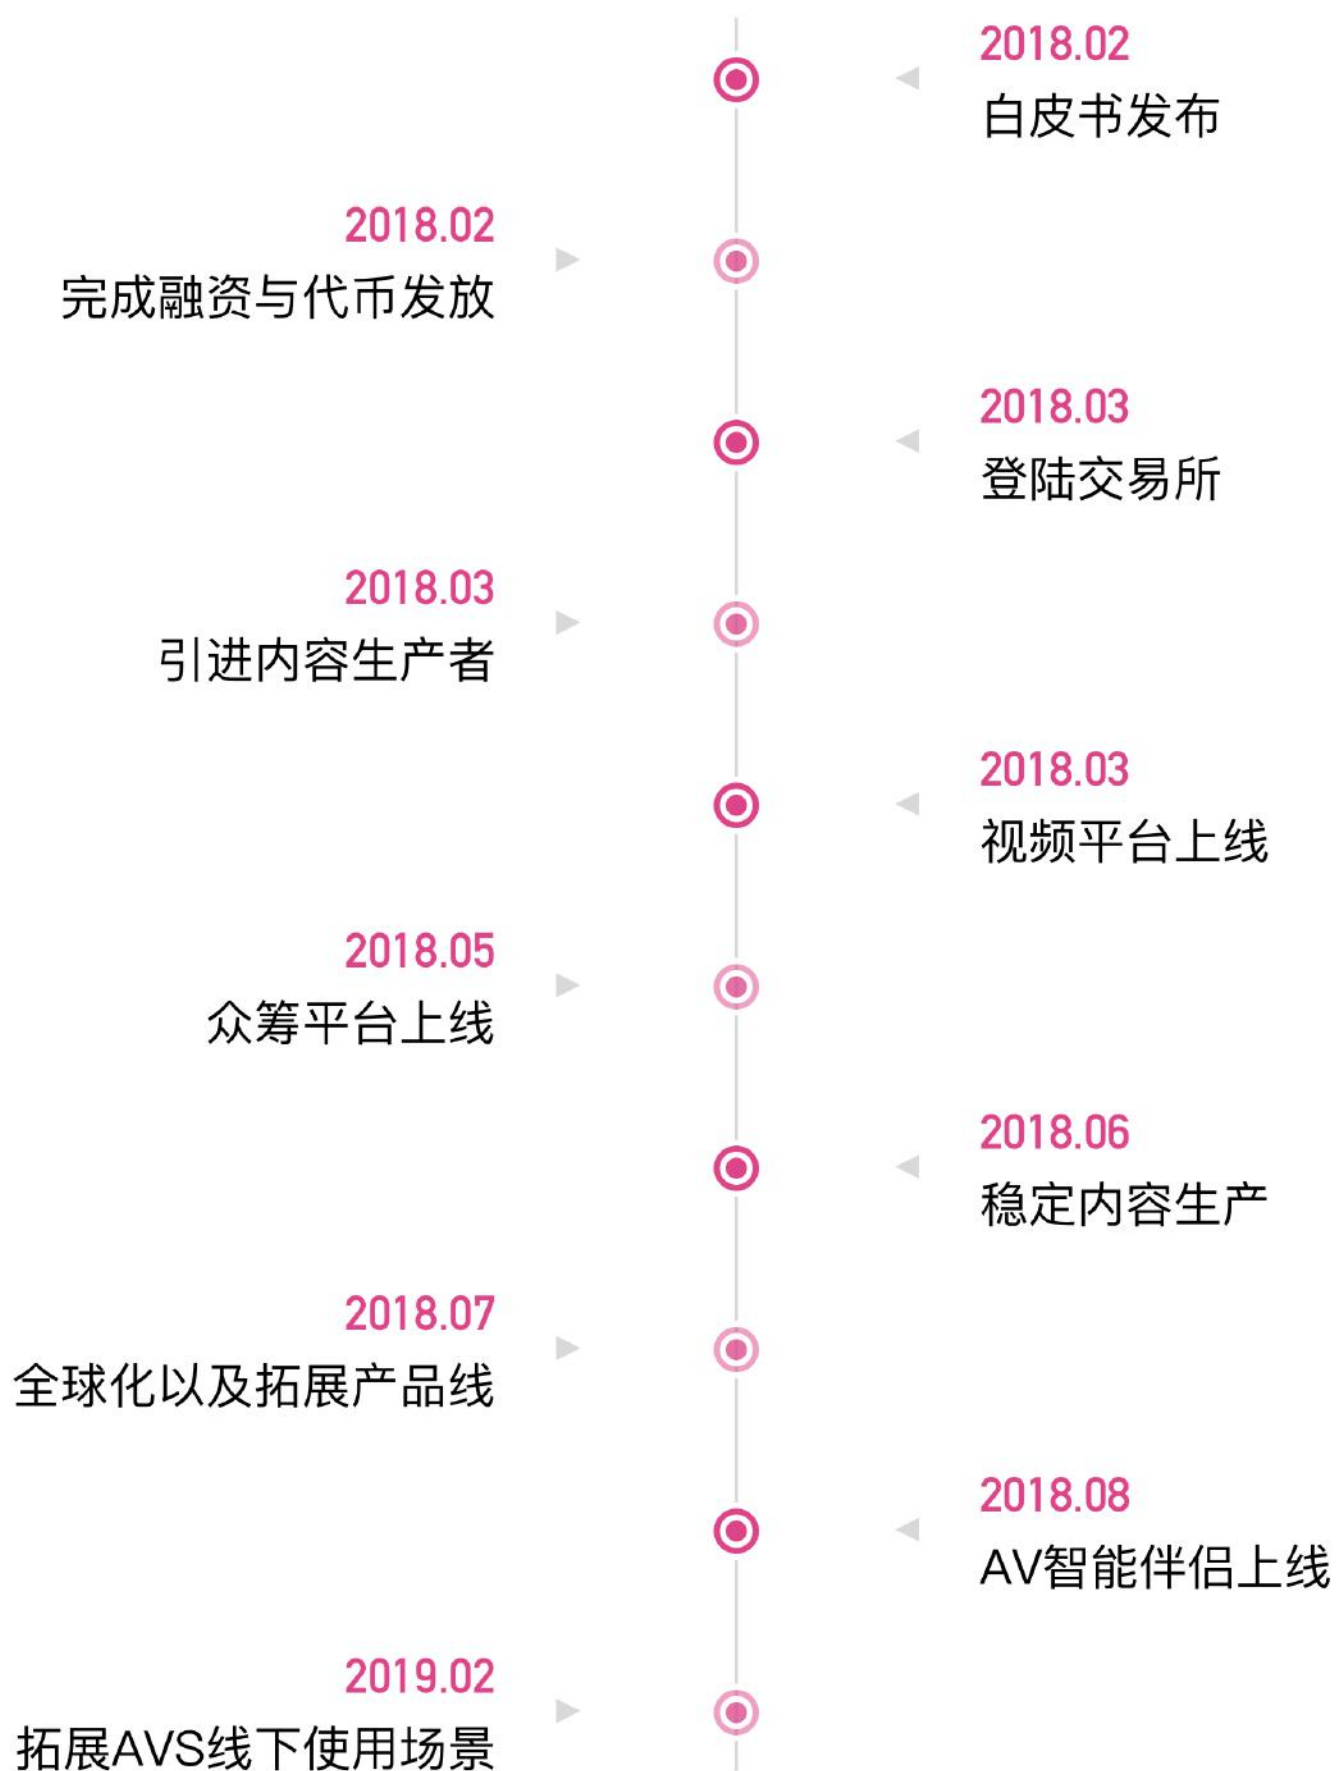 2018.02
白皮书发布
2018.02
完成融资与代币发放
2018.03
登陆交易所
2018.03
引进内容生产者
2018.03
视频平台上线
2018.05
众筹平台上线
2018.06
稳定内容生产
2018.07
全球化以及拓展产品线
2018.08
AV智能伴侣上线
2019.02
拓展AVS线下使用场景